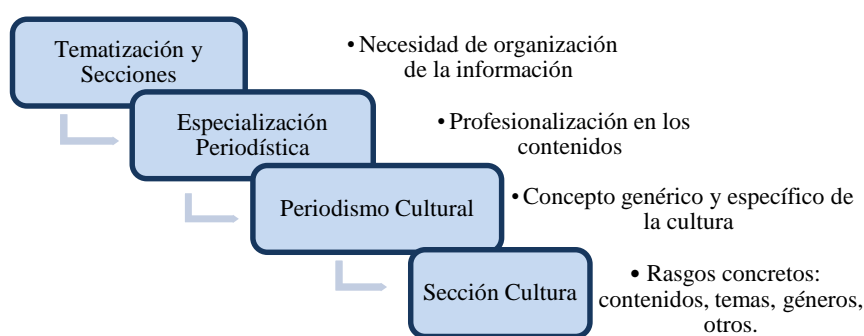 Tematización y
Secciones
• Necesidad de organización
de la información
Especialización
Periodística
• Profesionalización en los
contenidos
Periodismo Cultural
• Concepto genérico y específico de
la cultura
Sección Cultura
• Rasgos concretos:
contenidos, temas, géneros,
otros.